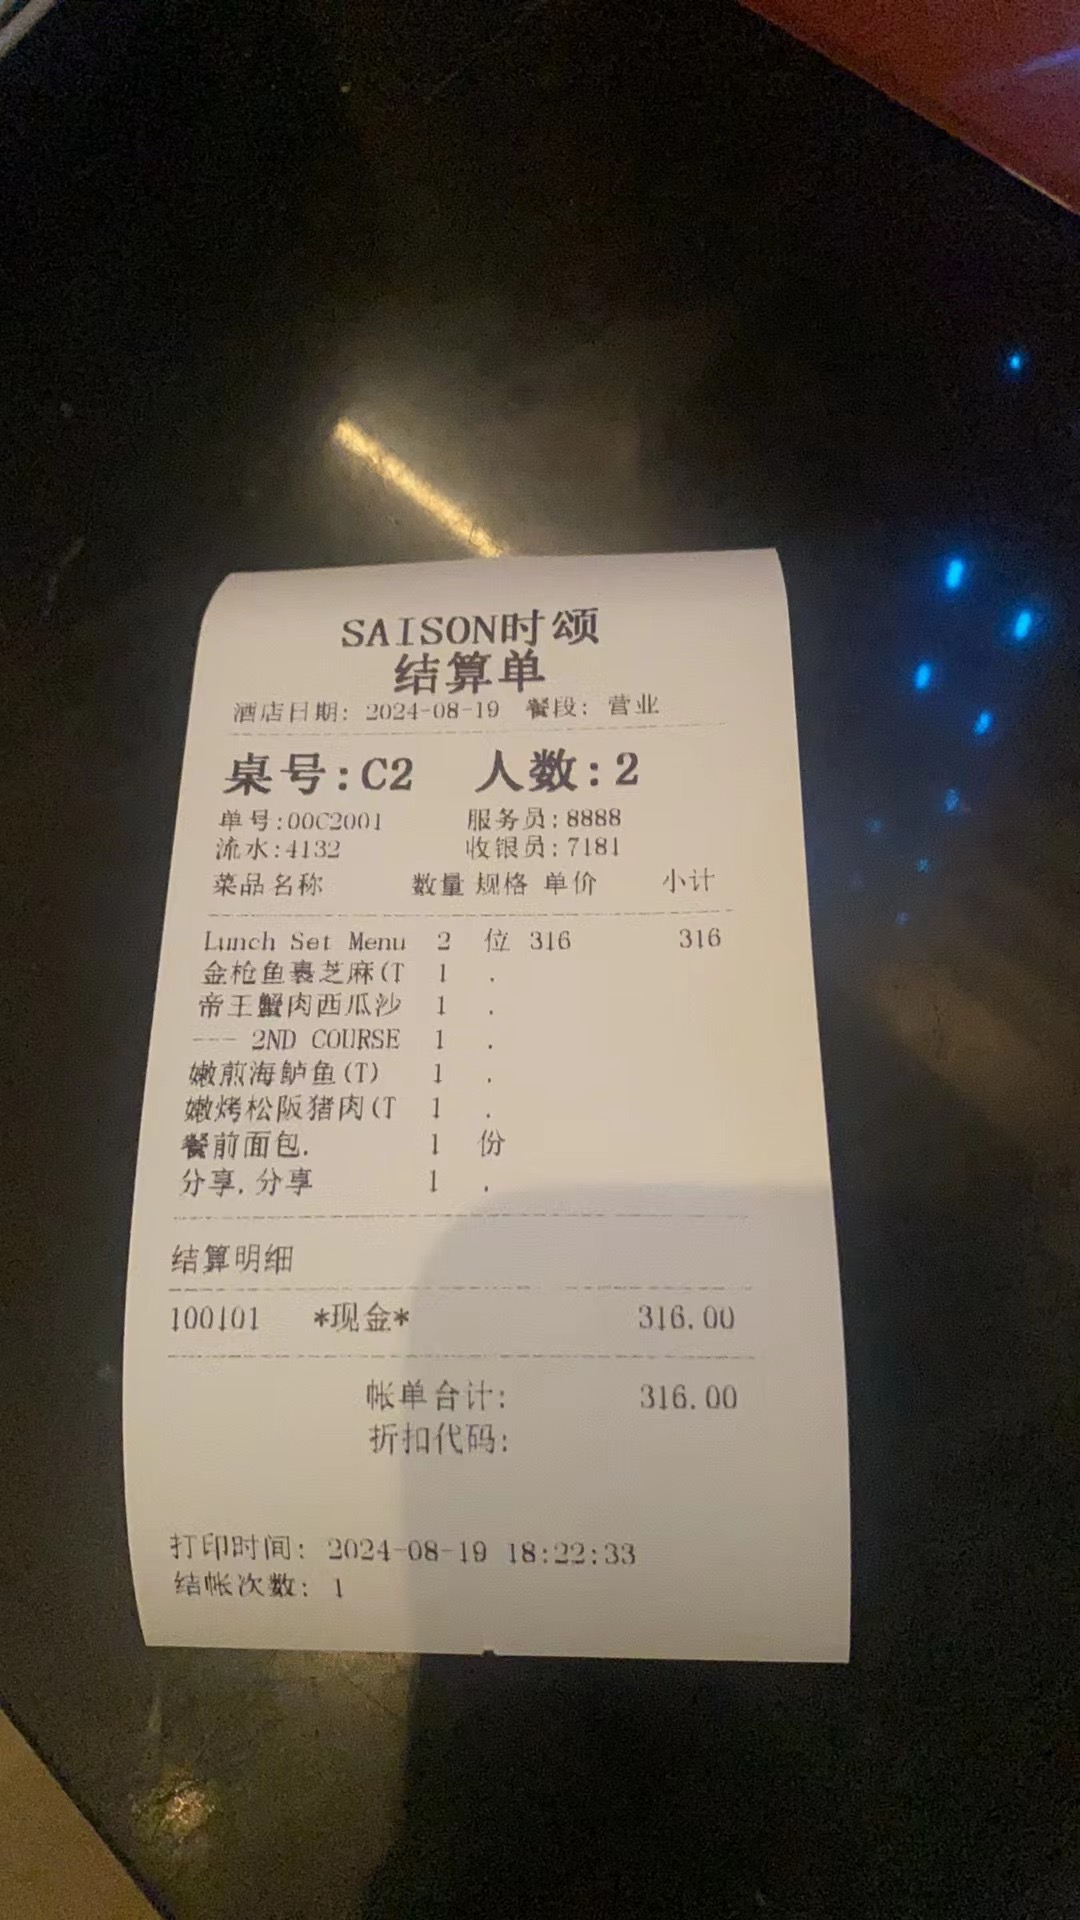 SAISON时颂
结算单
酒店日期: 2024-08-19 餐段: 营业
桌号:C2 人数:2
单号:00C2001 服务员:8888
流水:4132 收银员:7181
菜品名称 数量 规格 单价 小计
Lunch Set Menu 2 位 316 316
金枪鱼裹芝麻(T 1 .
帝王蟹肉西瓜沙 1 .
--- 2ND COURSE 1 .
嫩煎海鲈鱼(T) 1 .
嫩烤松阪猪肉(T 1 .
餐前面包. 1 份
分享,分享 1 .
结算明细
100101 *现金* 316.00
帐单合计: 316.00
折扣代码:
打印时间: 2024-08-19 18:22:33
结帐次数: 1